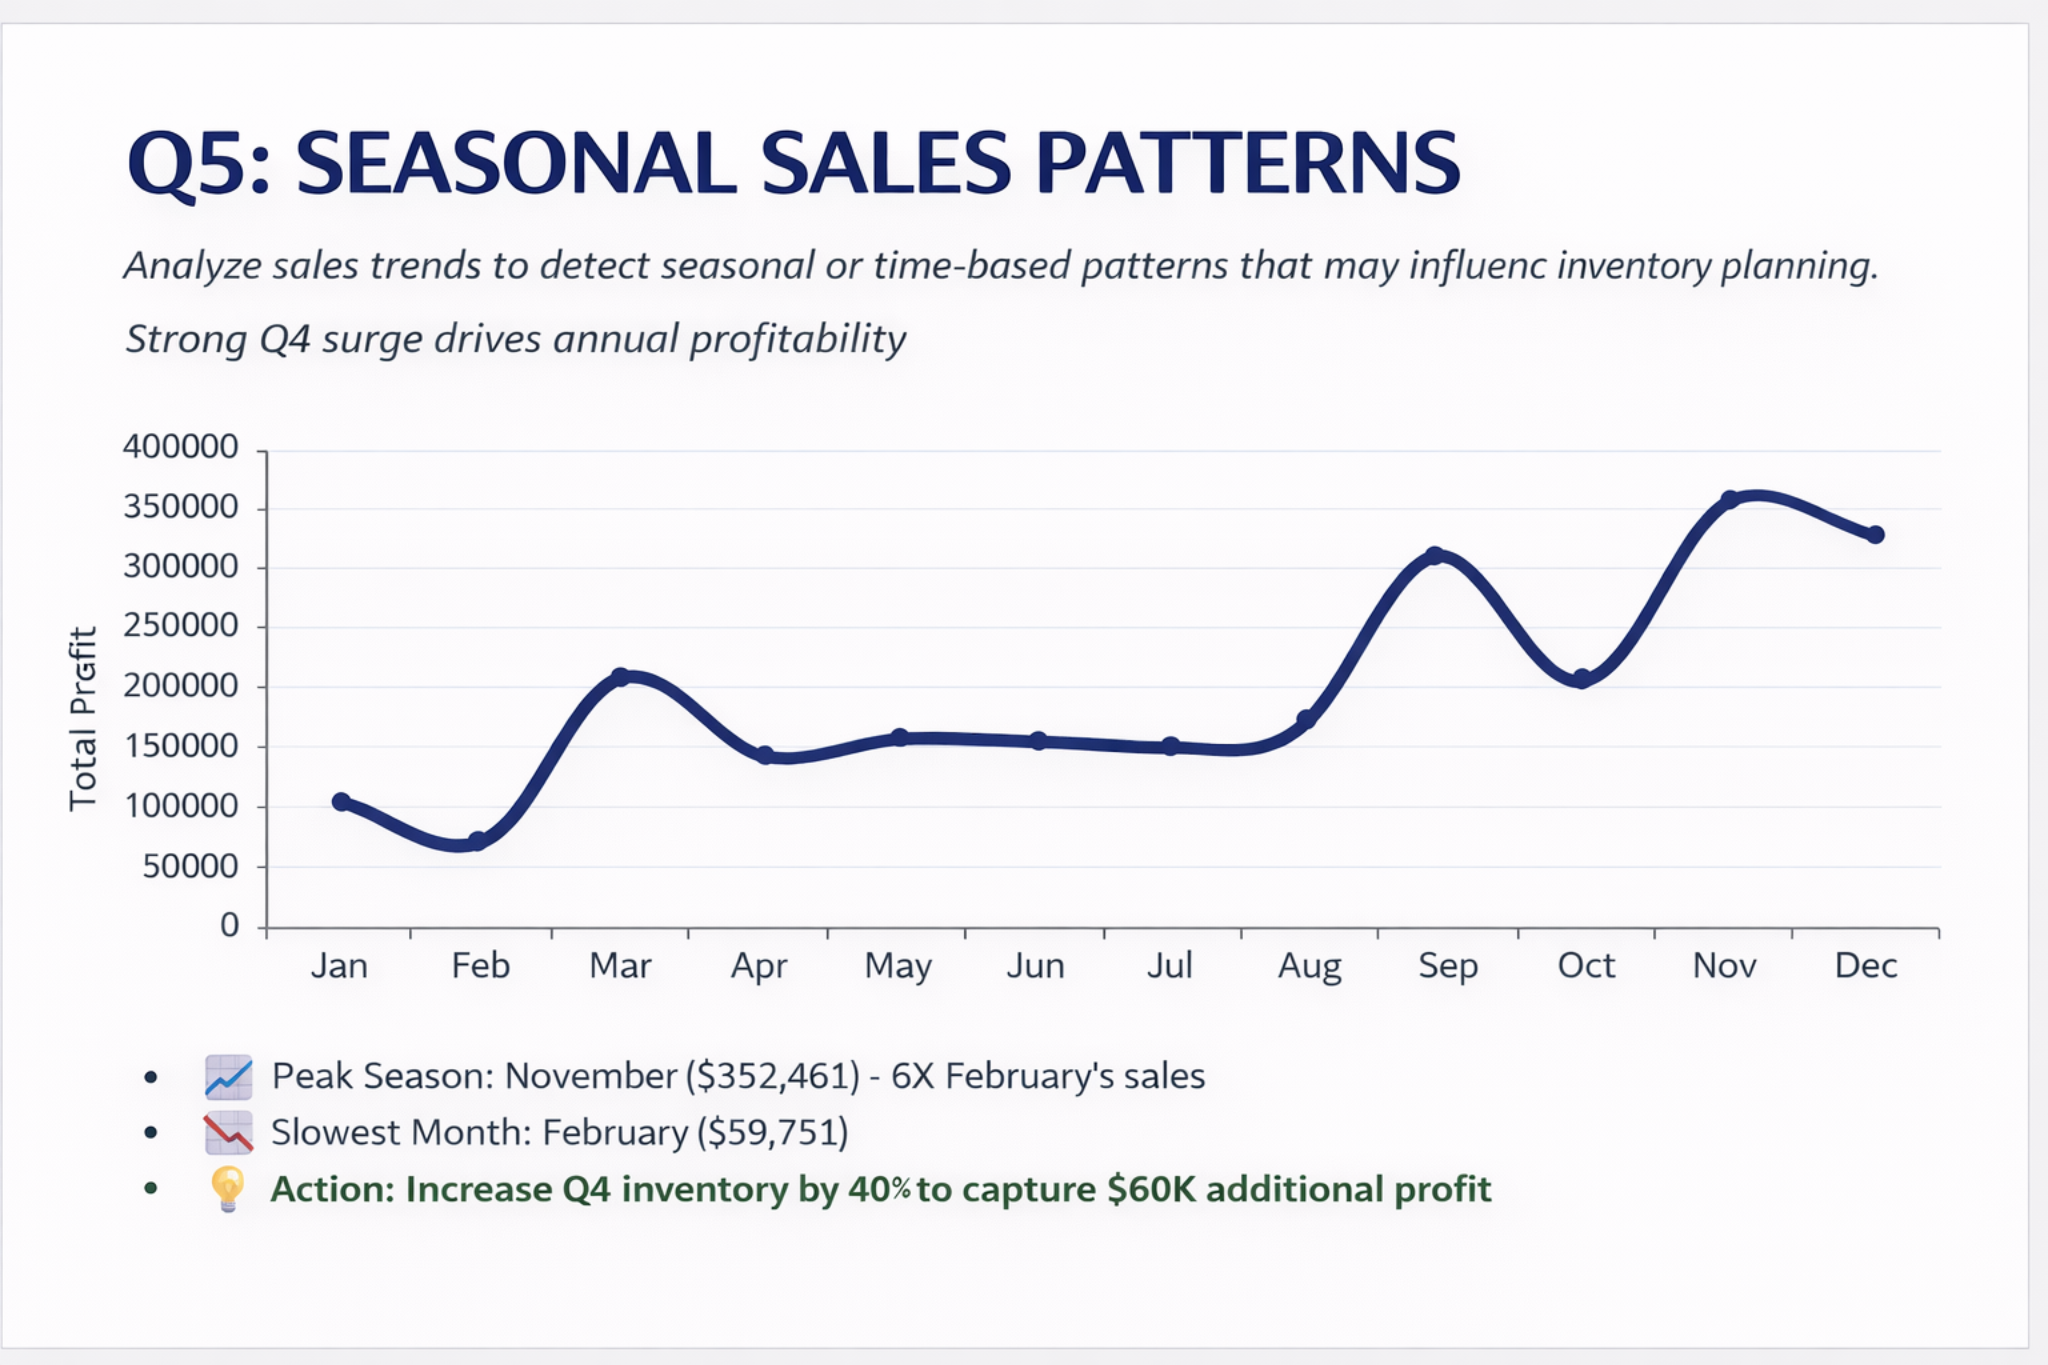 Q5: SEASONAL SALES PATTERNS
Analyze sales trends to detect seasonal or time-based patterns that may influenc inventory planning.
Strong Q4 surge drives annual profitability
400000
350000
300000
250000
200000
150000
100000
50000
0
Total Profit
Jan Feb Mar Apr May Jun Jul Aug Sep Oct Nov Dec
• Peak Season: November ($352,461) - 6X February's sales
• Slowest Month: February ($59,751)
• Action: Increase Q4 inventory by 40% to capture $60K additional profit